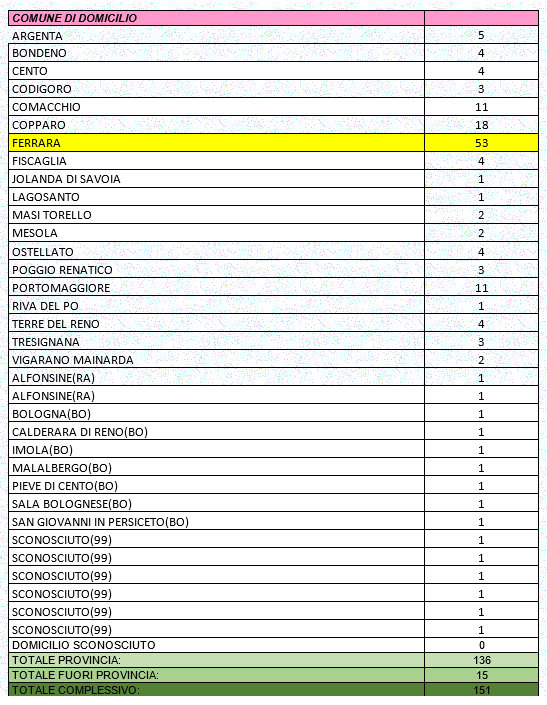 COMUNE DI DOMICILIO
ARGENTA 5
BONDENO 4
CENTO 4
CODIGORO 3
COMACCHIO 11
COPPARO 18
FERRARA 53
FISCAGLIA 4
JOLANDA DI SAVOIA 1
LAGOSANTO 1
MASI TORELLO 2
MESOLA 2
OSTELLATO 4
POGGIO RENATICO 3
PORTOMAGGIORE 11
RIVA DEL PO 1
TERRE DEL RENO 4
TRESIGNANA 3
VIGARANO MAINARDA 2
ALFONSINE(RA) 1
ALFONSINE(RA) 1
BOLOGNA(BO) 1
CALDERARA DI RENO(BO) 1
IMOLA(BO) 1
MALALBERGO(BO) 1
PIEVE DI CENTO(BO) 1
SALA BOLOGNESE(BO) 1
SAN GIOVANNI IN PERSICETO(BO) 1
SCONOSCIUTO(99) 1
SCONOSCIUTO(99) 1
SCONOSCIUTO(99) 1
SCONOSCIUTO(99) 1
SCONOSCIUTO(99) 1
SCONOSCIUTO(99) 1
DOMICILIO SCONOSCIUTO 0
TOTALE PROVINCIA: 136
TOTALE FUORI PROVINCIA: 15
TOTALE COMPLESSIVO: 151